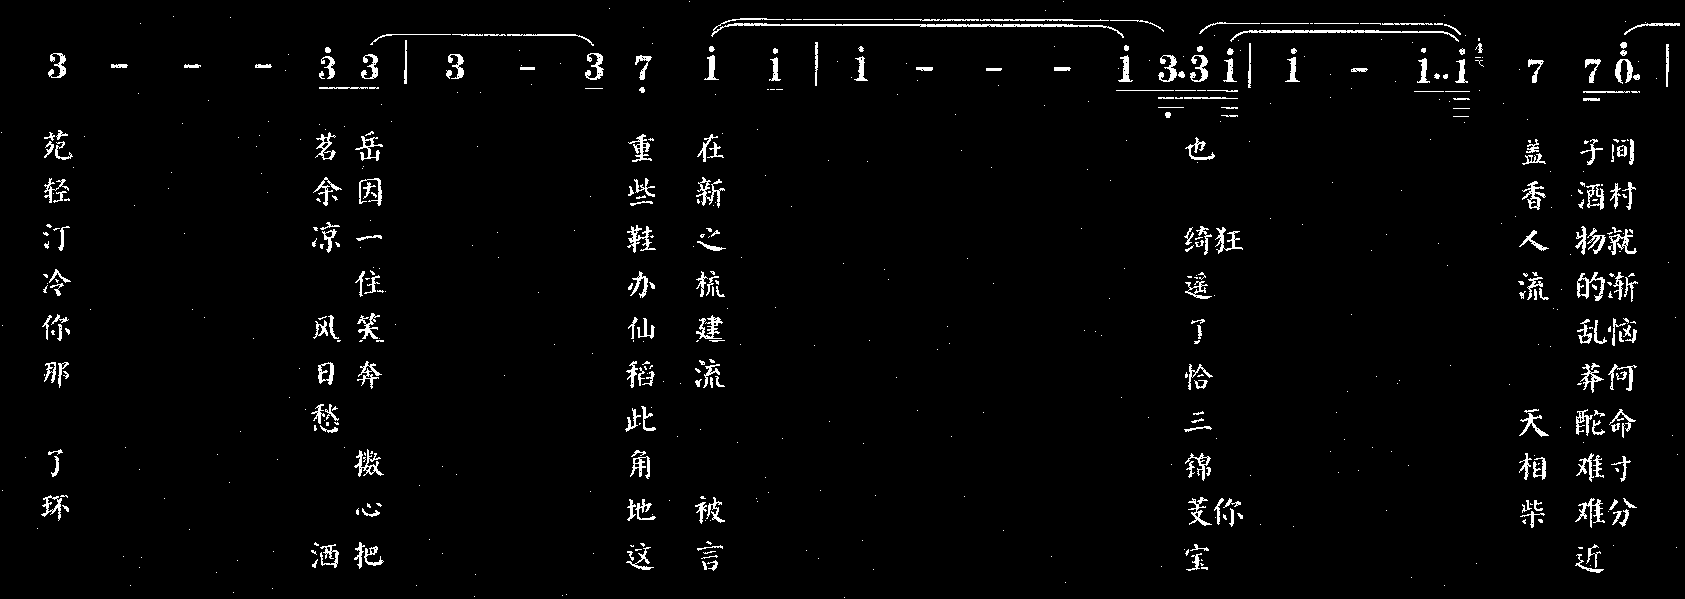 3 - - - 3 3 | 3 - 3 7 i i | i - - - i 3. 3 i | i - i.. i 4 7 7 0. |
苑 茗岳 重 在 也 盖 子间
轻 余因 些 新 香 酒村
汀 凉一 鞋 之 绮狂 人 物就
冷 住 办 梳 遥 流 的渐
你 风笑 仙 建 了 乱恼
那 日奔 稻 流 恰 莽何
愁 此 三 天 酡命
了 擞 角 锦 相 难寸
环 心 地 被 芰你 柴 难分
酒把 这 言 宝 近